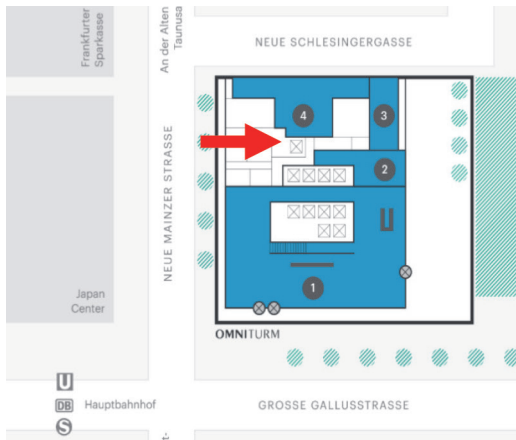 Frankfurter
Sparkasse
An der Alten
Taunusa
NEUE SCHLESINGERGASSE
4
3
2
NEUE MAINZER STRASSE
1
Japan
Center
OMNITURM
U
DB Hauptbahnhof
S
GROSSE GALLUSSTRASSE
t-